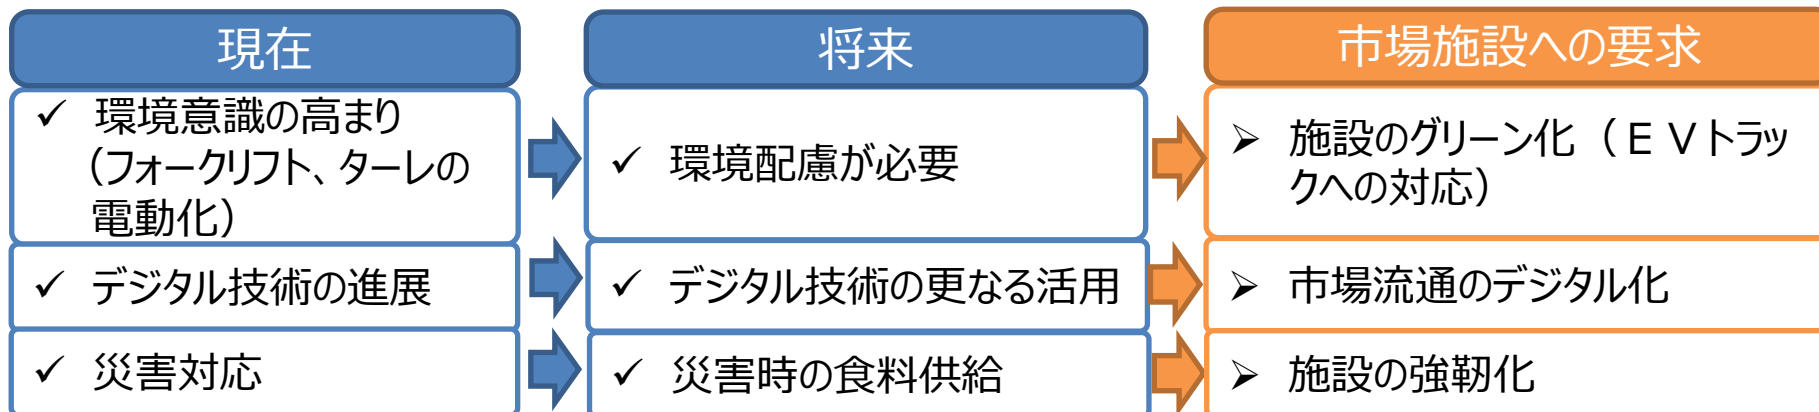 現在
将来
市場施設への要求
✓ 環境意識の高まり
(フォークリフト、ターレの
電動化)
✓ 環境配慮が必要
➢ 施設のグリーン化(EVトラッ
クへの対応)
✓ デジタル技術の進展
✓ デジタル技術の更なる活用
➢ 市場流通のデジタル化
✓ 災害対応
✓ 災害時の食料供給
➢ 施設の強靭化